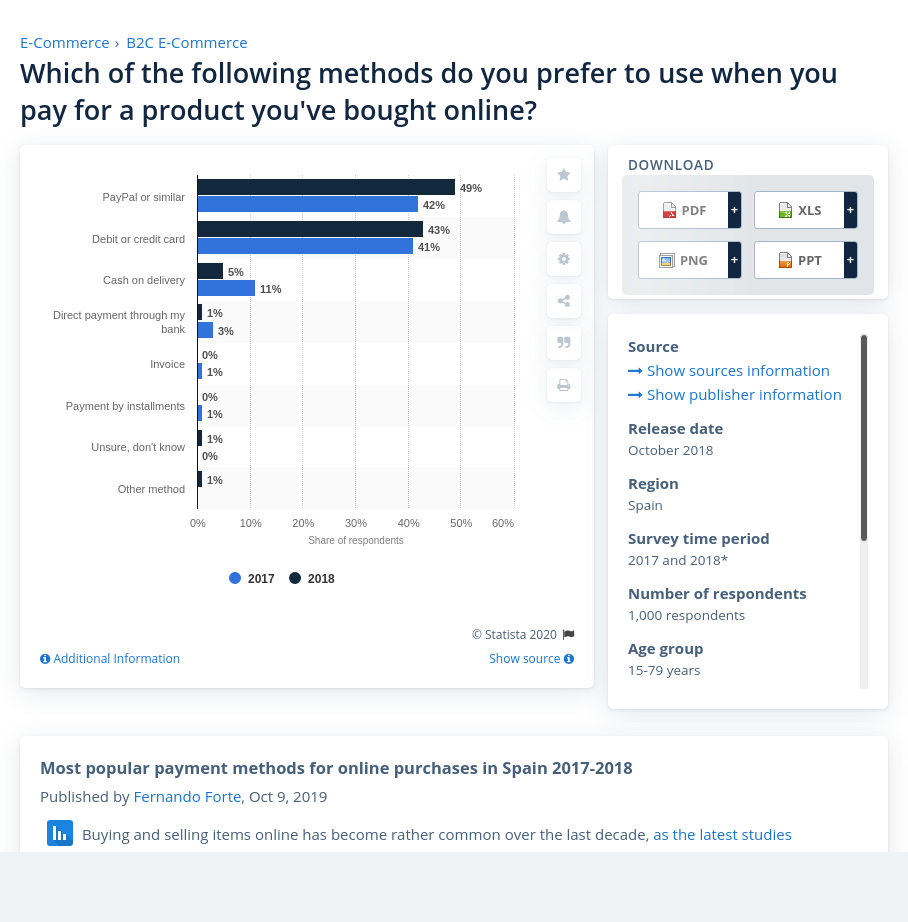 E-Commerce › B2C E-Commerce
Which of the following methods do you prefer to use when you
pay for a product you've bought online?
PayPal or similar
49%
42%
Debit or credit card
43%
41%
Cash on delivery
5%
11%
Direct payment through my
bank
1%
3%
Invoice
0%
1%
Payment by installments
0%
1%
Unsure, don't know
1%
0%
Other method
1%
0% 10% 20% 30% 40% 50% 60%
Share of respondents
2017 2018
© Statista 2020
Additional Information
Show source
DOWNLOAD
PDF + XLS +
PNG + PPT +
Source
Show sources information
Show publisher information
Release date
October 2018
Region
Spain
Survey time period
2017 and 2018*
Number of respondents
1,000 respondents
Age group
15-79 years
Most popular payment methods for online purchases in Spain 2017-2018
Published by Fernando Forte, Oct 9, 2019
Buying and selling items online has become rather common over the last decade, as the latest studies